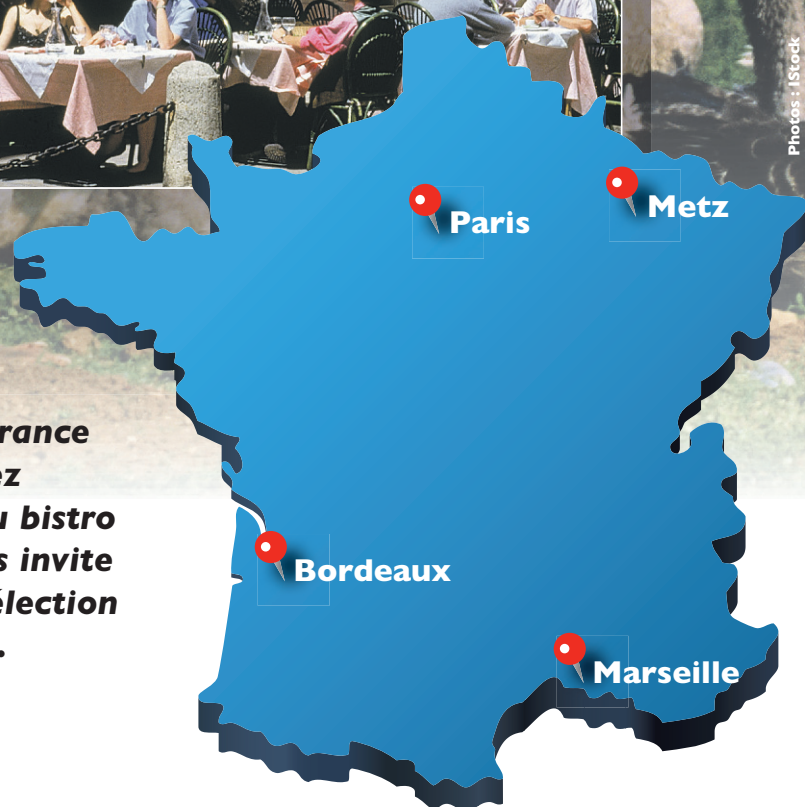 Photos : IStock
Paris
Metz
rance
ez
u bistro
s invite
élection
.
Bordeaux
Marseille